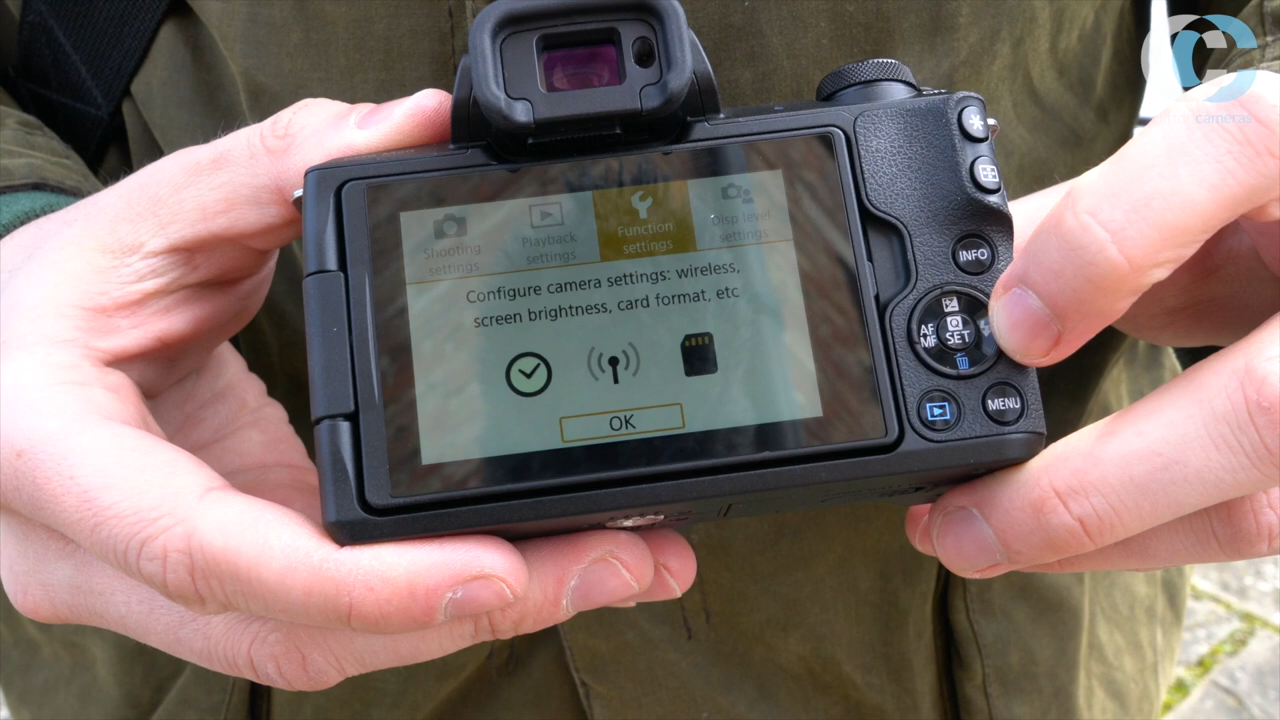 cameras
Shooting
settings
Playback
settings
Function
settings
Disp level
settings
Configure camera settings: wireless,
screen brightness, card format, etc
OK
INFO
AF
MF
Q
SET
MENU